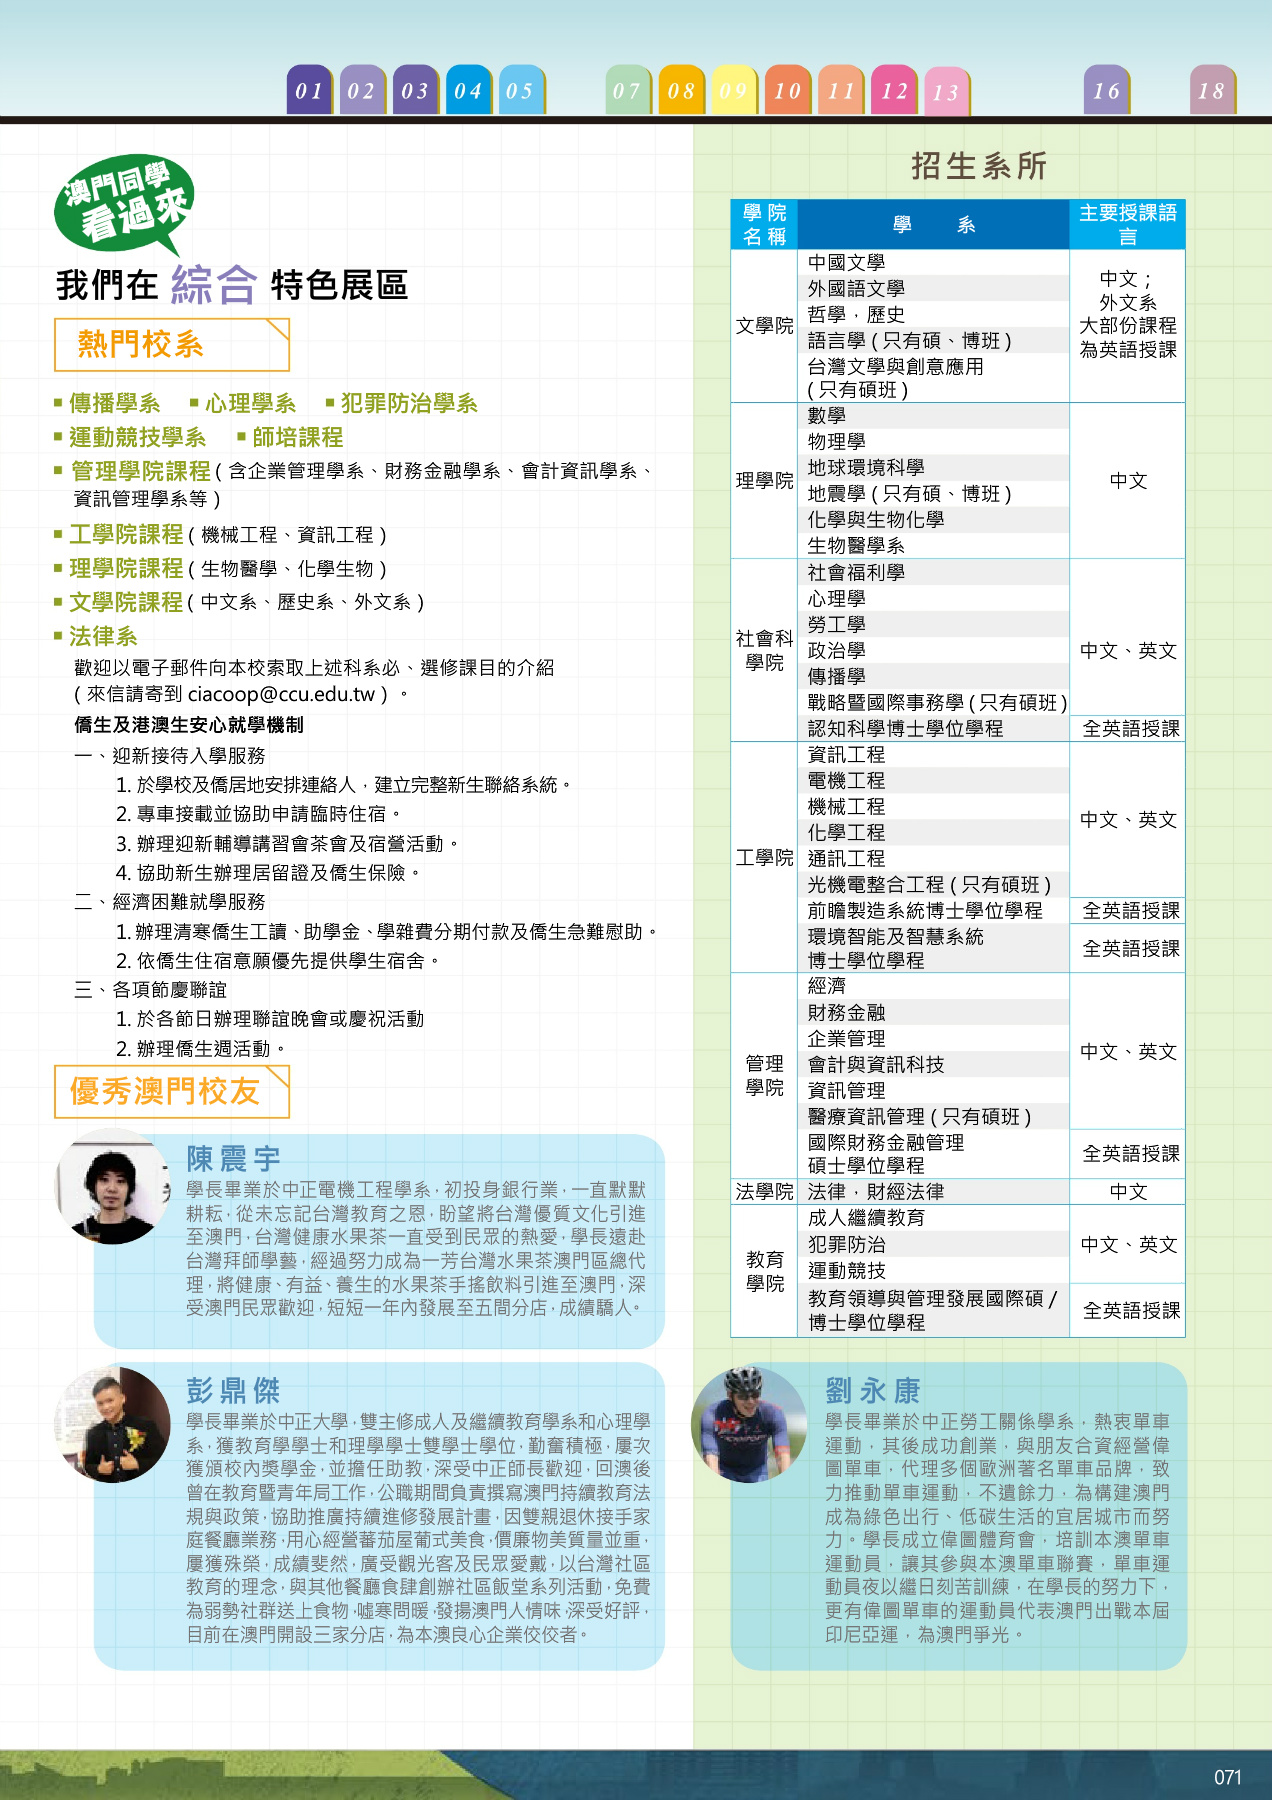 01 02 03 04 05 07 08 09 10 11 12 13 16 18
澳門同學
看過來
我們在 綜合 特色展區
熱門校系
▪ 傳播學系 ▪ 心理學系 ▪ 犯罪防治學系
▪ 運動競技學系 ▪ 師培課程
▪ 管理學院課程 ( 含企業管理學系、財務金融學系、會計資訊學系、
資訊管理學系等 )
▪ 工學院課程 ( 機械工程、資訊工程 )
▪ 理學院課程 ( 生物醫學、化學生物 )
▪ 文學院課程 ( 中文系、歷史系、外文系 )
▪ 法律系
歡迎以電子郵件向本校索取上述科系必、選修課目的介紹
( 來信請寄到 ciacoop@ccu.edu.tw ) 。
僑生及港澳生安心就學機制
一、迎新接待入學服務
1. 於學校及僑居地安排連絡人，建立完整新生聯絡系統。
2. 專車接載並協助申請臨時住宿。
3. 辦理迎新輔導講習會茶會及宿營活動。
4. 協助新生辦理居留證及僑生保險。
二、經濟困難就學服務
1. 辦理清寒僑生工讀、助學金、學雜費分期付款及僑生急難慰助。
2. 依僑生住宿意願優先提供學生宿舍。
三、各項節慶聯誼
1. 於各節日辦理聯誼晚會或慶祝活動
2. 辦理僑生週活動。
優秀澳門校友
陳震宇
學長畢業於中正電機工程學系，初投身銀行業，一直默默
耕耘，從未忘記台灣教育之恩，盼望將台灣優質文化引進
至澳門，台灣健康水果茶一直受到民眾的熱愛，學長遠赴
台灣拜師學藝，經過努力成為一芳台灣水果茶澳門區總代
理，將健康、有益、養生的水果茶手搖飲料引進至澳門，深
受澳門民眾歡迎，短短一年內發展至五間分店，成績驕人。
彭鼎傑
學長畢業於中正大學，雙主修成人及繼續教育學系和心理學
系，獲教育學學士和理學學士雙學士學位，勤奮積極，屢次
獲頒校內獎學金，並擔任助教，深受中正師長歡迎，回澳後
曾在教育暨青年局工作，公職期間負責撰寫澳門持續教育法
規與政策，協助推廣持續進修發展計畫，因雙親退休接手家
庭餐廳業務，用心經營蕃茄屋葡式美食，價廉物美質量並重，
屢獲殊榮，成績斐然，廣受觀光客及民眾愛戴，以台灣社區
教育的理念，與其他餐廳食肆創辦社區飯堂系列活動，免費
為弱勢社群送上食物，噓寒問暖，發揚澳門人情味，深受好評，
目前在澳門開設三家分店，為本澳良心企業佼佼者。
招生系所
學院名稱 學 系 主要授課語言
文學院
中國文學
外國語文學
哲學，歷史
語言學 ( 只有碩、博班 )
台灣文學與創意應用
( 只有碩班 )
中文；
外文系
大部份課程
為英語授課
理學院
數學
物理學
地球環境科學
地震學 ( 只有碩、博班 )
化學與生物化學
生物醫學系
中文
社會科
學院
社會福利學
心理學
勞工學
政治學
傳播學
戰略暨國際事務學 ( 只有碩班 )
中文、英文
認知科學博士學位學程 全英語授課
工學院
資訊工程
電機工程
機械工程
化學工程
通訊工程
光機電整合工程 ( 只有碩班 )
中文、英文
前瞻製造系統博士學位學程 全英語授課
環境智能及智慧系統
博士學位學程
全英語授課
管理
學院
經濟
財務金融
企業管理
會計與資訊科技
資訊管理
醫療資訊管理 ( 只有碩班 )
中文、英文
國際財務金融管理
碩士學位學程
全英語授課
法學院 法律，財經法律 中文
教育
學院
成人繼續教育
犯罪防治
運動競技
中文、英文
教育領導與管理發展國際碩 /
博士學位學程
全英語授課
劉永康
學長畢業於中正勞工關係學系，熱衷單車
運動，其後成功創業，與朋友合資經營偉
圖單車，代理多個歐洲著名單車品牌，致
力推動單車運動，不遺餘力，為構建澳門
成為綠色出行、低碳生活的宜居城市而努
力。學長成立偉圖體育會，培訓本澳單車
運動員，讓其參與本澳單車聯賽，單車運
動員夜以繼日刻苦訓練，在學長的努力下，
更有偉圖單車的運動員代表澳門出戰本屆
印尼亞運，為澳門爭光。
071